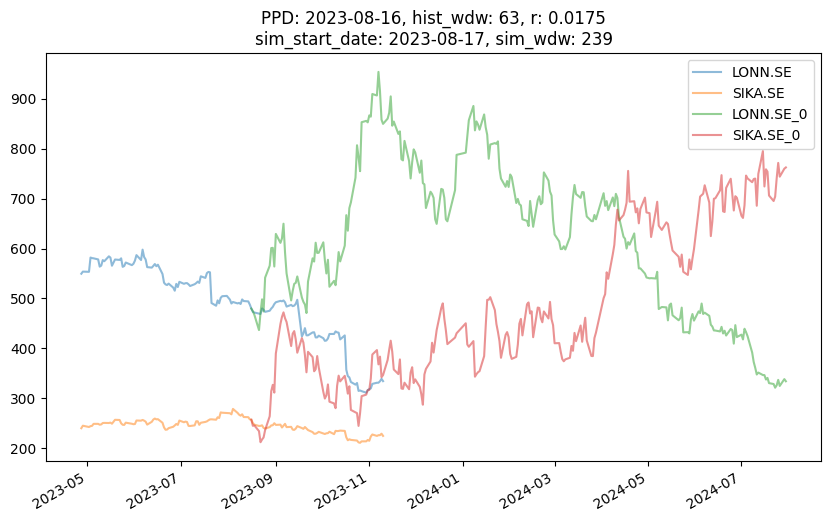 PPD: 2023-08-16, hist_wdw: 63, r: 0.0175
sim_start_date: 2023-08-17, sim_wdw: 239
LONN.SE
SIKA.SE
LONN.SE_0
SIKA.SE_0
900
800
700
600
500
400
300
200
2023-05
2023-07
2023-09
2023-11
2024-01
2024-03
2024-05
2024-07